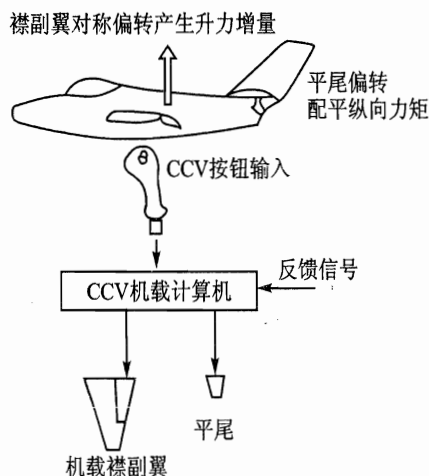 襟副翼对称偏转产生升力增量
平尾偏转
配平纵向力矩
CCV按钮输入
反馈信号
CCV机载计算机
平尾
机载襟副翼